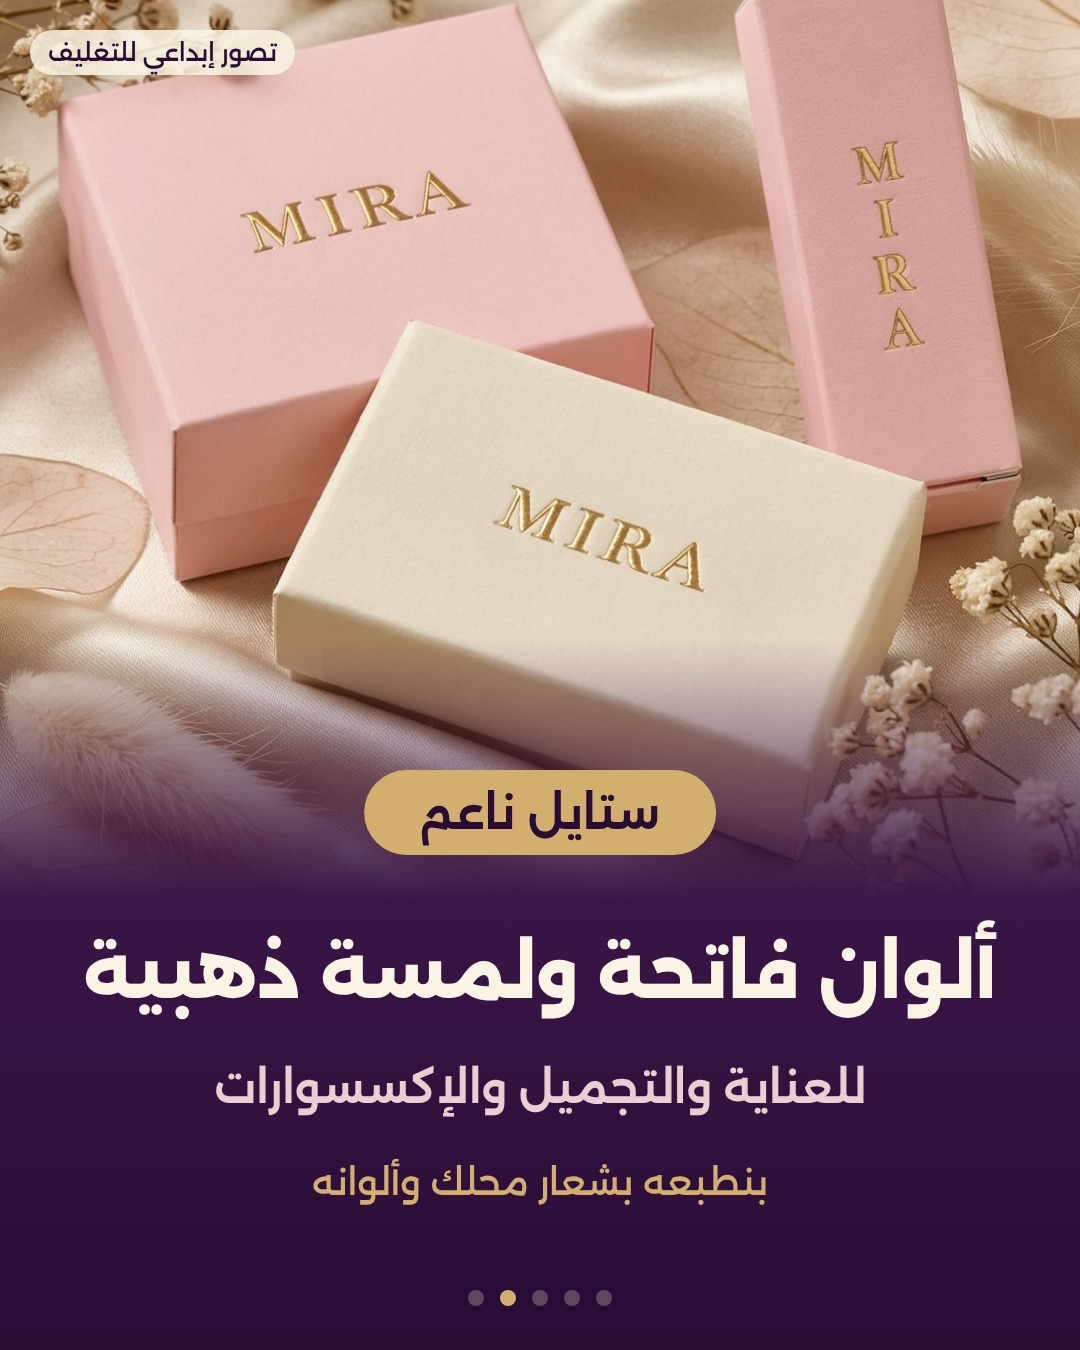 تصور إبداعي للتغليف
MIRA
MIRA
MIRA
ستايل ناعم
ألوان فاتحة ولمسة ذهبية
للعناية والتجميل والإكسسوارات
بنطبعه بشعار محلك وألوانه